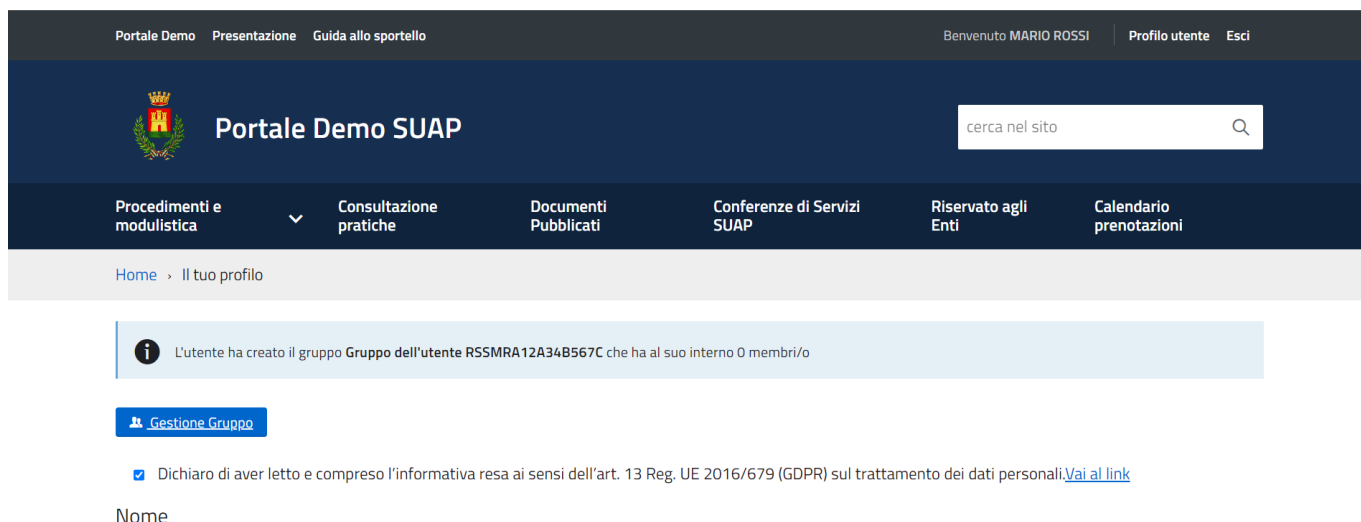 Portale Demo Presentazione Guida allo sportello Benvenuto MARIO ROSSI Profilo utente Esci
Portale Demo SUAP
cerca nel sito
Procedimenti e modulistica
Consultazione pratiche
Documenti Pubblicati
Conferenze di Servizi SUAP
Riservato agli Enti
Calendario prenotazioni
Home › Il tuo profilo
L'utente ha creato il gruppo Gruppo dell'utente RSSMRA12A34B567C che ha al suo interno 0 membri/o
Gestione Gruppo
Dichiaro di aver letto e compreso l’informativa resa ai sensi dell’art. 13 Reg. UE 2016/679 (GDPR) sul trattamento dei dati personali.Vai al link
Nome